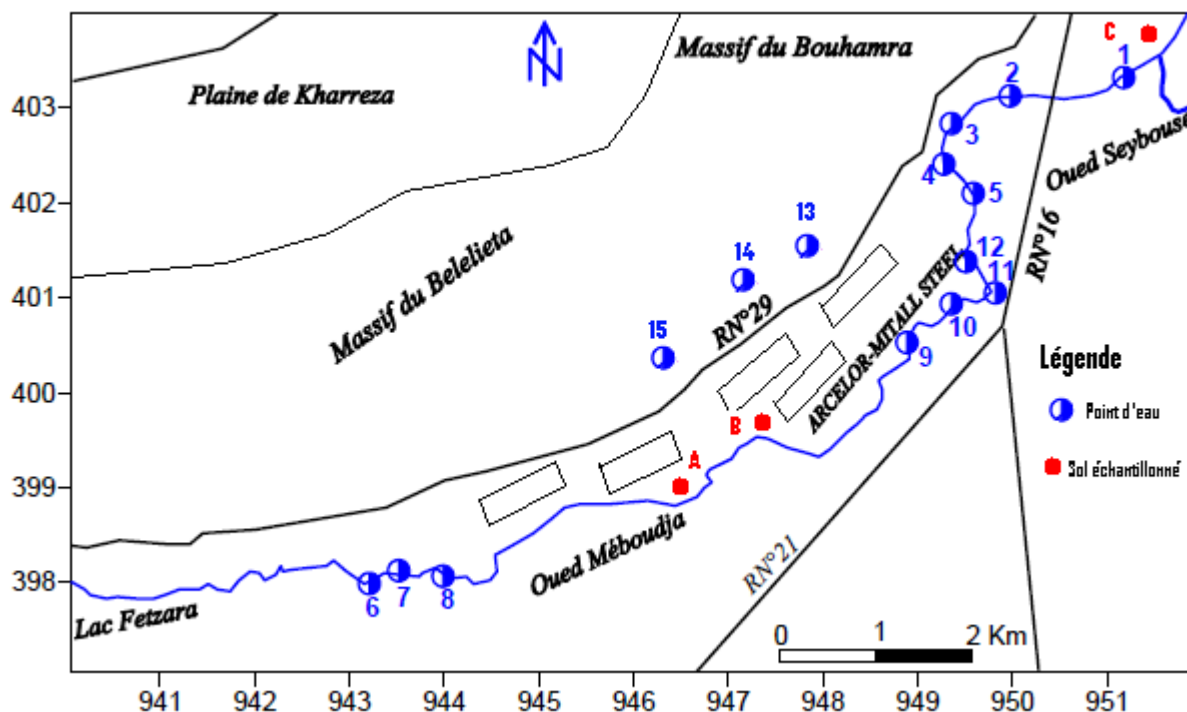 C
1
Massif du Bouhamra
N
2
Plaine de Kharreza
403
3
Oued Seybouse
4
5
402
13
RN°16
12
14
11
Massif du Belelieta
401
RN°29
10
15
ARCELOR-MITALL STEEL
9
Légende
400
Point d'eau
B
A
Sol échantillonné
399
Oued Méboudja
RN°21
398
6
7
8
Lac Fetzara
0 1 2 Km
941 942 943 944 945 946 947 948 949 950 951